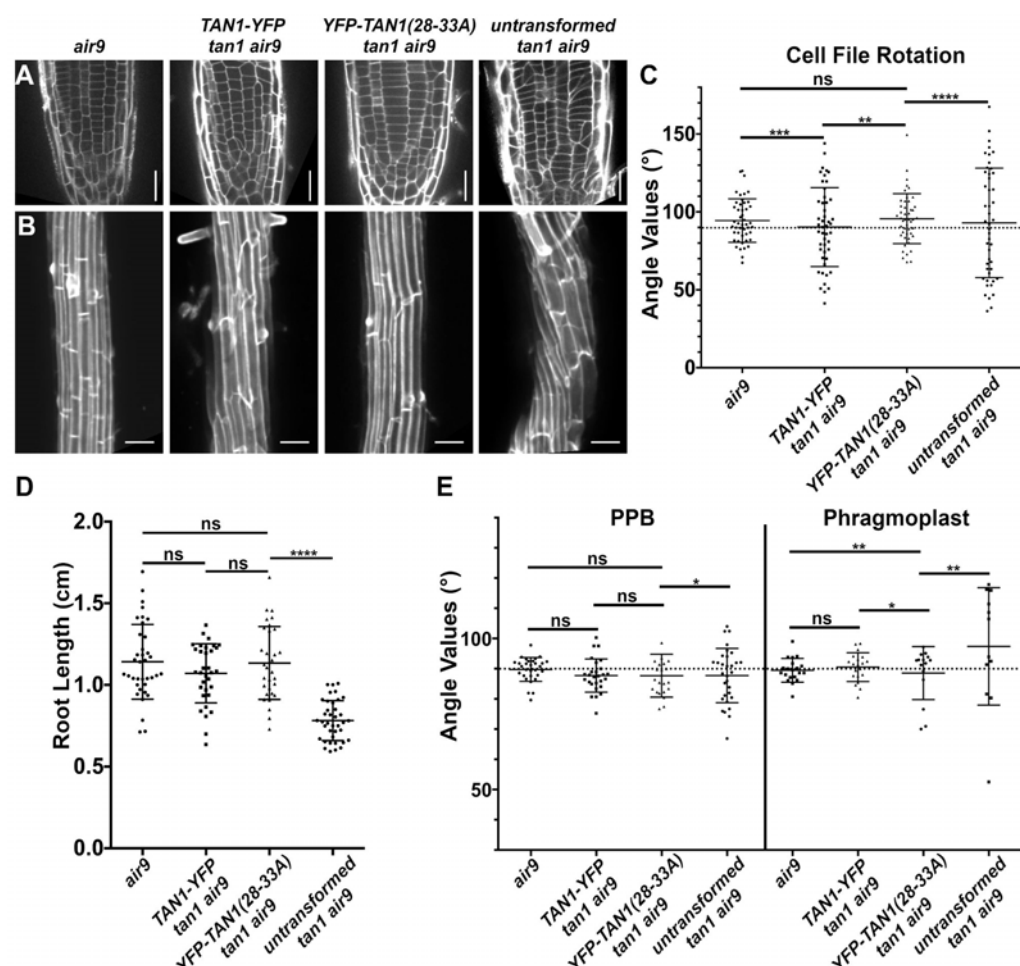 air9
TAN1-YFP
tan1 air9
YFP-TAN1(28-33A)
tan1 air9
untransformed
tan1 air9
A
B
C
Cell File Rotation
ns
****
***
**
Angle Values (°)
150
100
50
0
air9
TAN1-YFP
tan1 air9
YFP-TAN1(28-33A)
tan1 air9
untransformed
tan1 air9
D
Root Length (cm)
2.0
1.5
1.0
0.5
0.0
ns
ns
ns
****
air9
TAN1-YFP
tan1 air9
YFP-TAN1(28-33A)
tan1 air9
untransformed
tan1 air9
E
PPB
Phragmoplast
Angle Values (°)
100
50
ns
*
ns
ns
**
**
*
ns
air9
TAN1-YFP
tan1 air9
YFP-TAN1(28-33A)
tan1 air9
untransformed
tan1 air9
air9
TAN1-YFP
tan1 air9
YFP-TAN1(28-33A)
tan1 air9
untransformed
tan1 air9